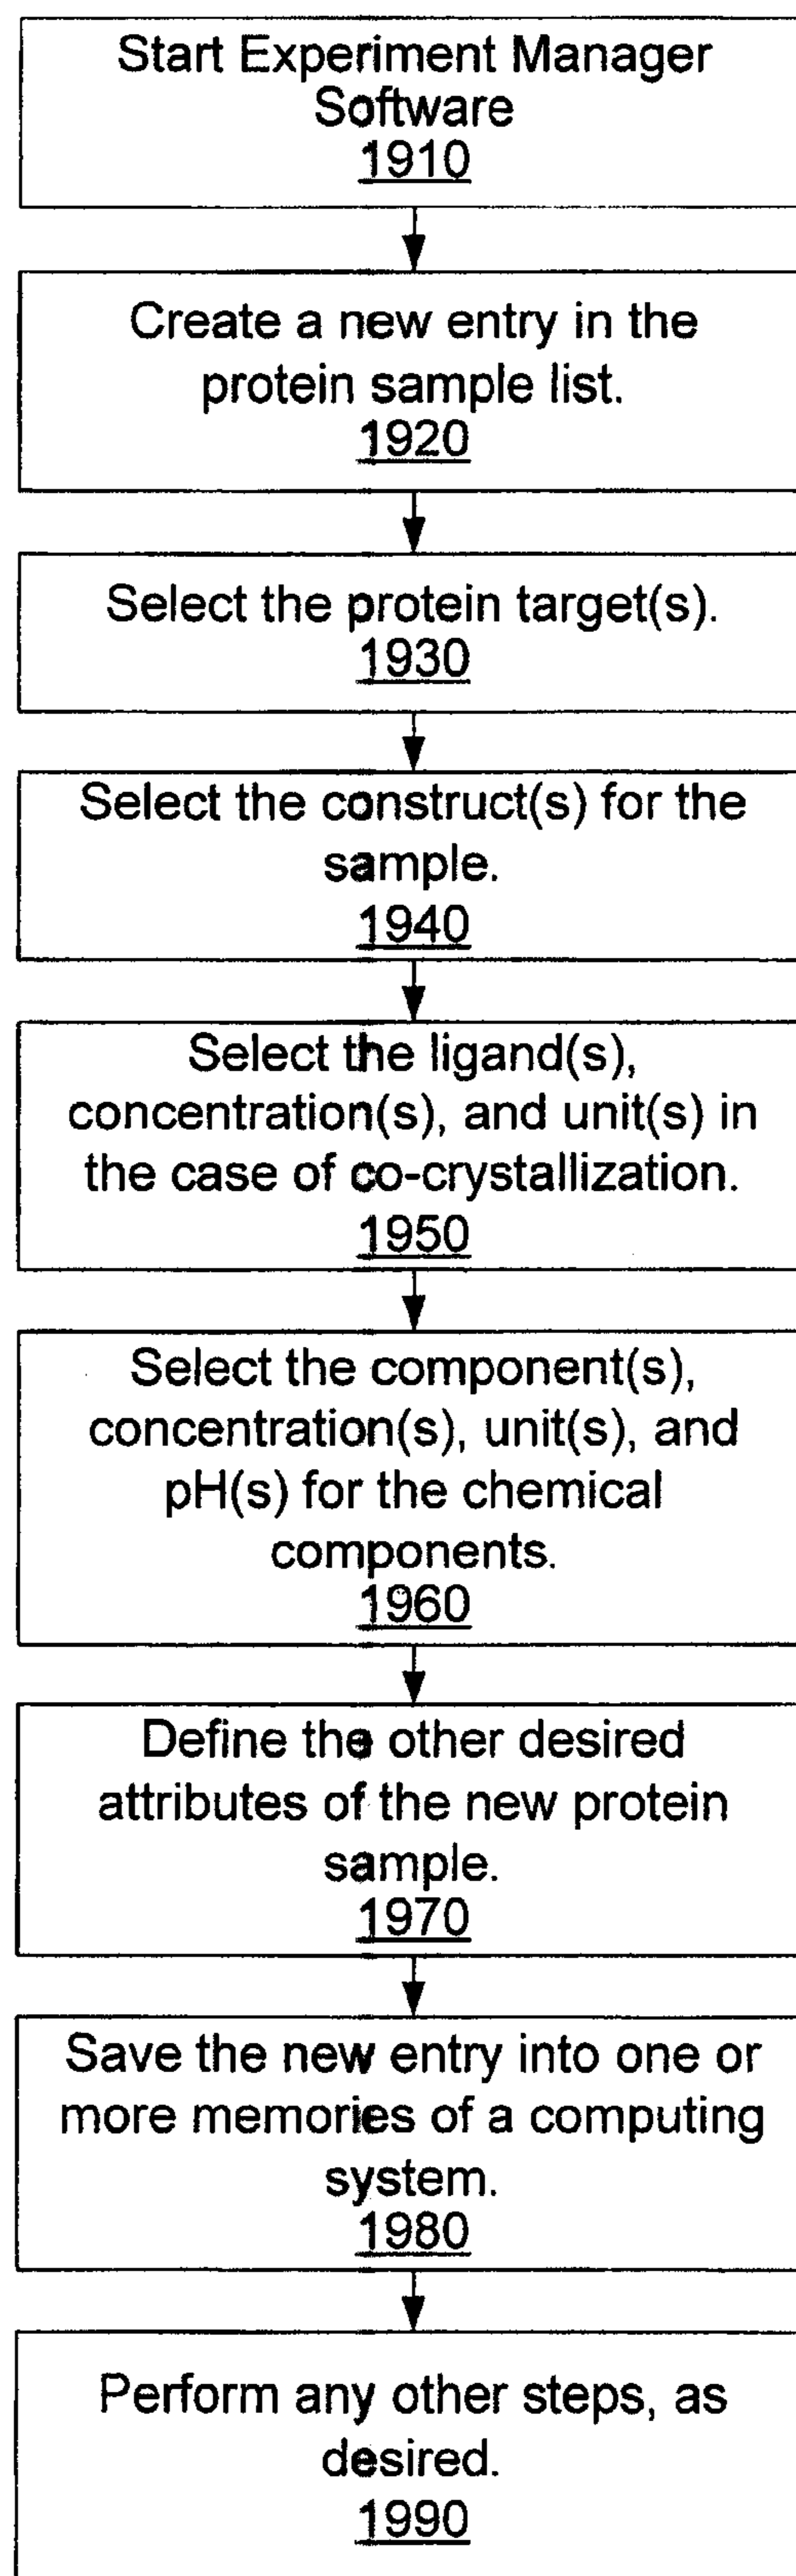 Start Experiment Manager
Software
1910
Create a new entry in the
protein sample list.
1920
Select the protein target(s).
1930
Select the construct(s) for the
sample.
1940
Select the ligand(s),
concentration(s), and unit(s) in
the case of co-crystallization.
1950
Select the component(s),
concentration(s), unit(s), and
pH(s) for the chemical
components.
1960
Define the other desired
attributes of the new protein
sample.
1970
Save the new entry into one or
more memories of a computing
system.
1980
Perform any other steps, as
desired.
1990